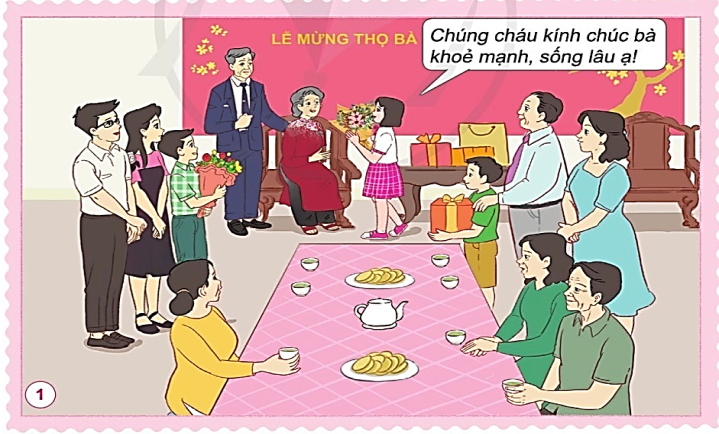 LỄ MỪNG THỌ BÀ
Chúng cháu kính chúc bà
khoẻ mạnh, sống lâu ạ!
1